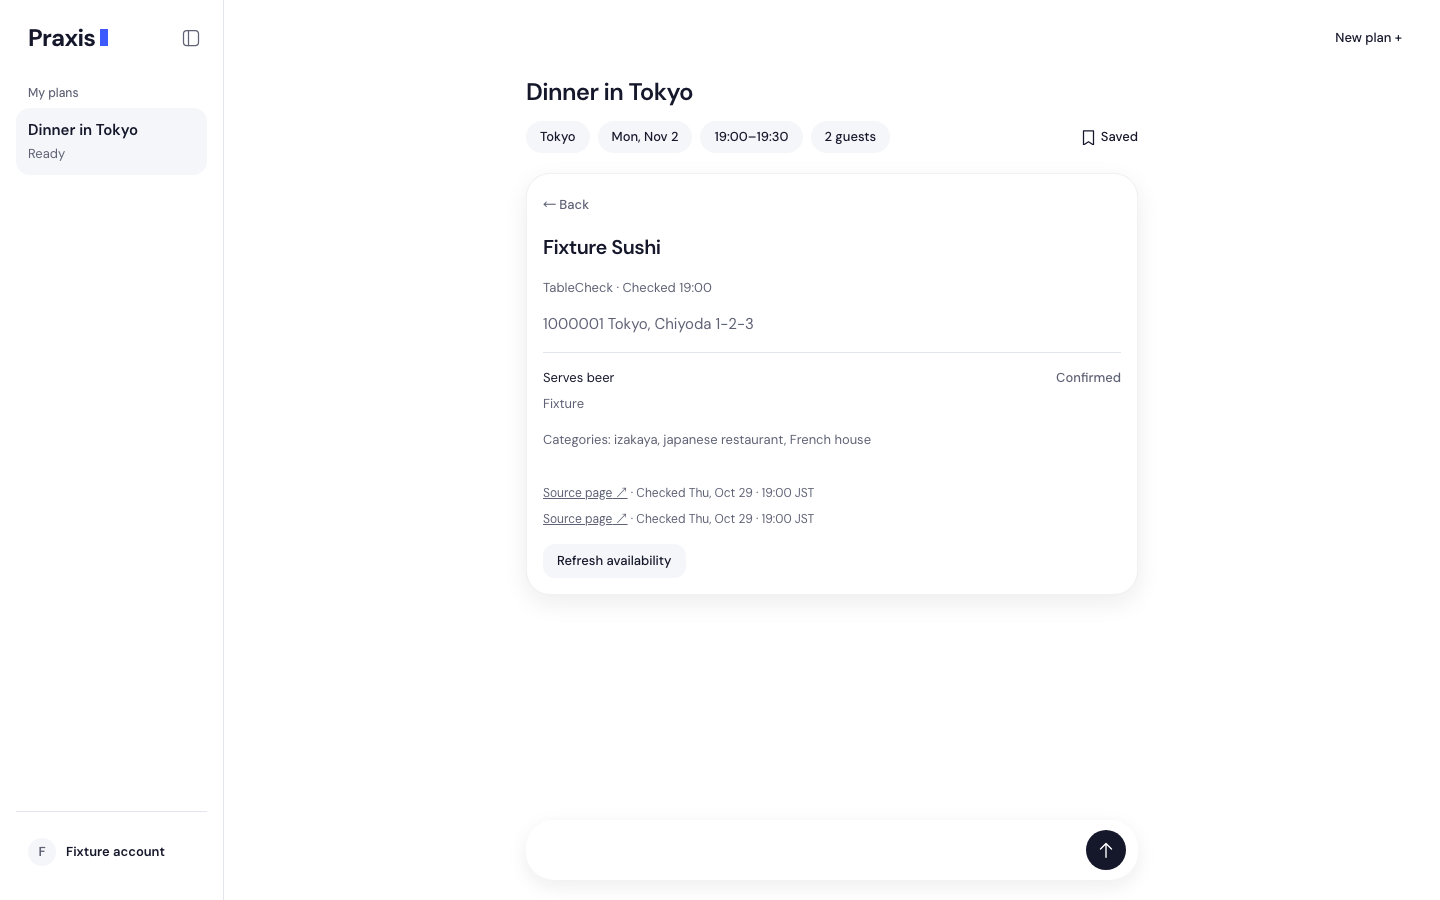 Praxis
New plan +
My plans
Dinner in Tokyo
Ready
Dinner in Tokyo
Tokyo
Mon, Nov 2
19:00–19:30
2 guests
Saved
← Back
Fixture Sushi
TableCheck · Checked 19:00
1000001 Tokyo, Chiyoda 1-2-3
Serves beer
Confirmed
Fixture
Categories: izakaya, japanese restaurant, French house
Source page ↗ · Checked Thu, Oct 29 · 19:00 JST
Source page ↗ · Checked Thu, Oct 29 · 19:00 JST
Refresh availability
F
Fixture account